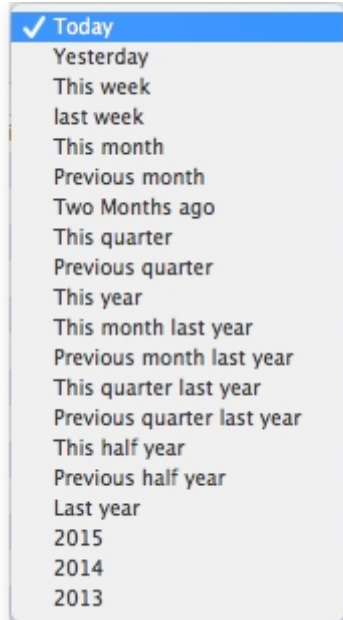 Today
Yesterday
This week
last week
This month
Previous month
Two Months ago
This quarter
Previous quarter
This year
This month last year
Previous month last year
This quarter last year
Previous quarter last year
This half year
Previous half year
Last year
2015
2014
2013